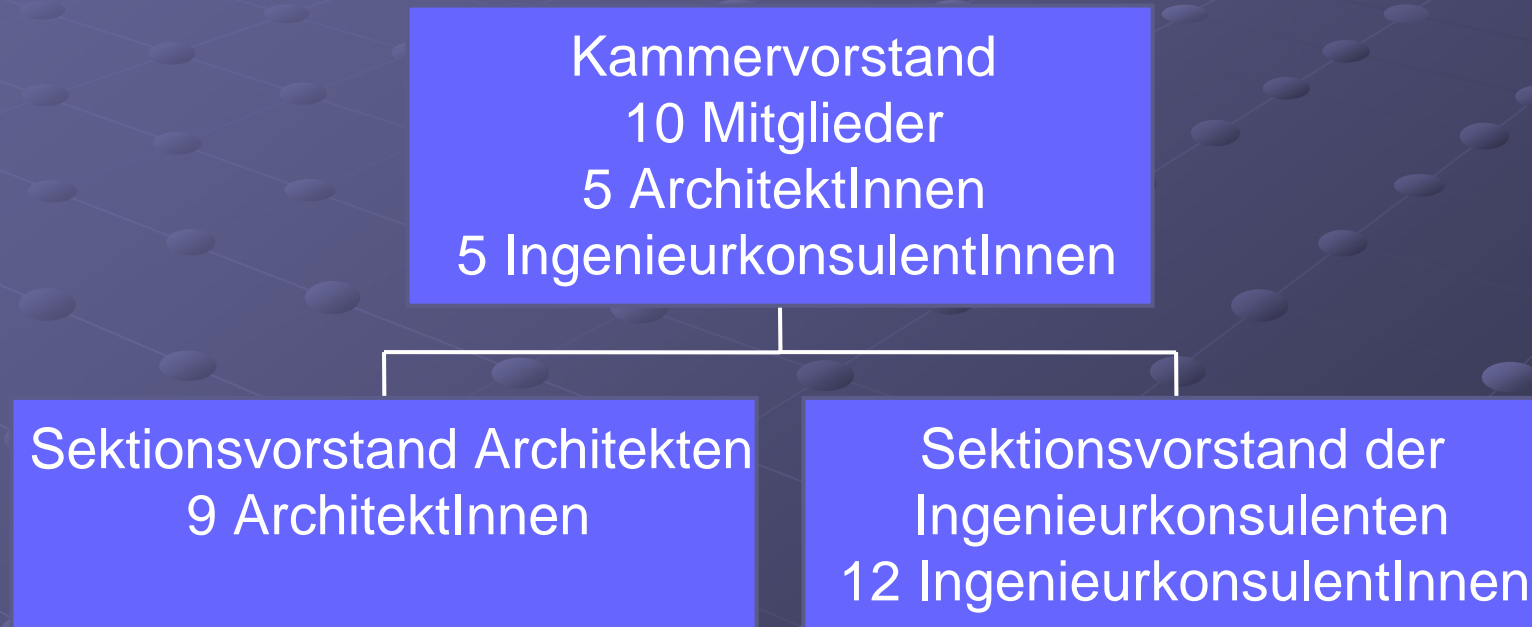 Kammervorstand
10 Mitglieder
5 ArchitektInnen
5 IngenieurkonsulentInnen
Sektionsvorstand Architekten
9 ArchitektInnen
Sektionsvorstand der
Ingenieurkonsulenten
12 IngenieurkonsulentInnen